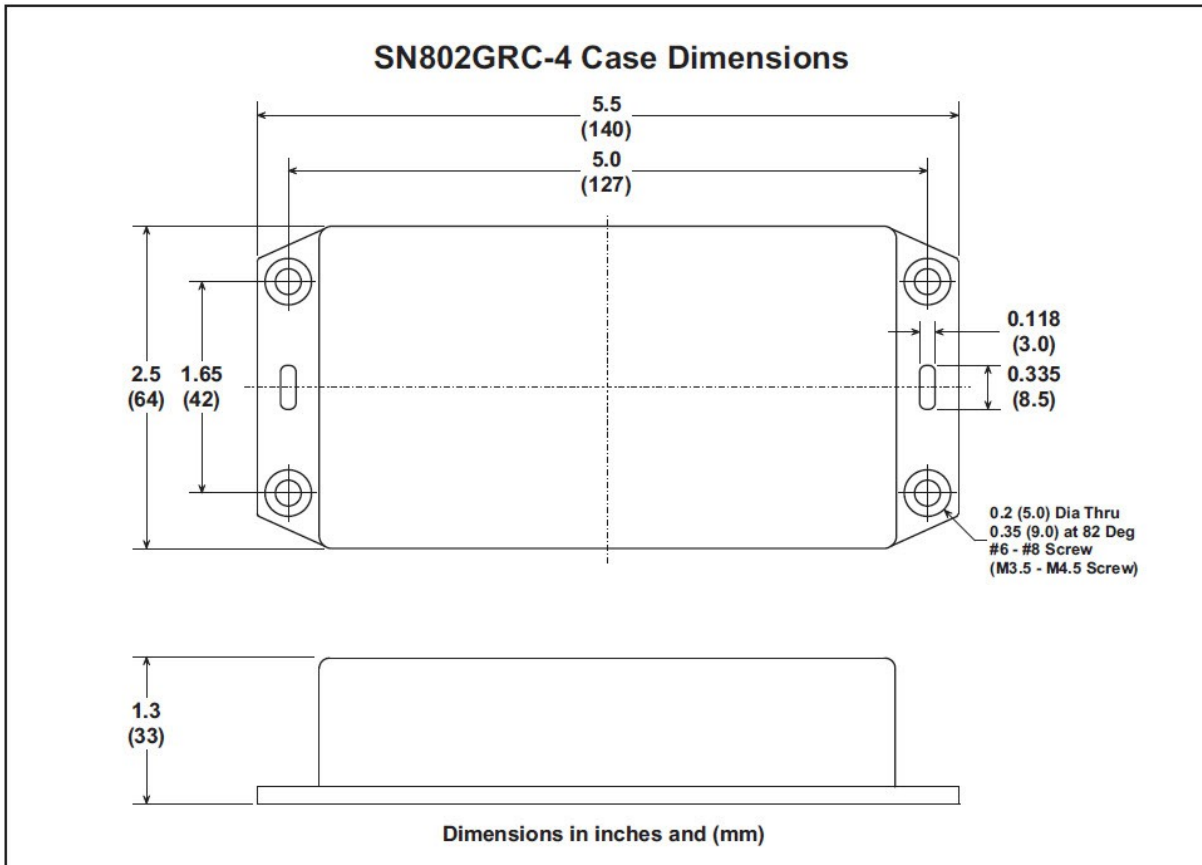 SN802GRC-4 Case Dimensions
5.5
(140)
5.0
(127)
2.5
(64)
1.65
(42)
0.118
(3.0)
0.335
(8.5)
0.2 (5.0) Dia Thru
0.35 (9.0) at 82 Deg
#6 - #8 Screw
(M3.5 - M4.5 Screw)
1.3
(33)
Dimensions in inches and (mm)